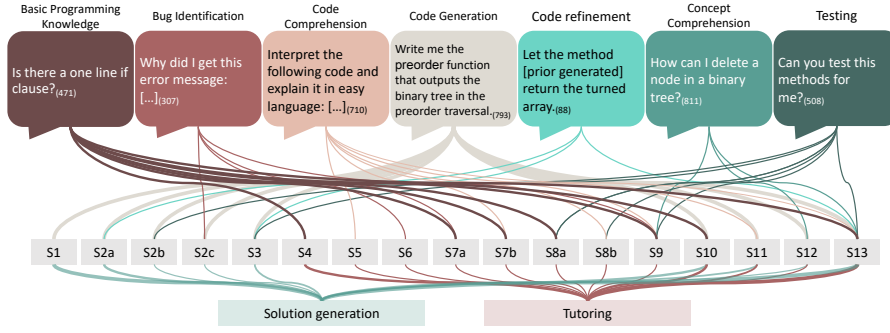 Basic Programming
Knowledge
Bug Identification
Code
Comprehension
Code Generation
Code refinement
Concept
Comprehension
Testing
Is there a one line if
clause?(471)
Why did I get this
error message:
[...](307)
Interpret the
following code and
explain it in easy
language: [...](710)
Write me the
preorder function
that outputs the
binary tree in the
preorder traversal.(793)
Let the method
[prior generated]
return the turned
array.(88)
How can I delete a
node in a binary
tree?(811)
Can you test this
methods for
me?(508)
S1 S2a S2b S2c S3 S4 S5 S6 S7a S7b S8a S8b S9 S10 S11 S12 S13
Solution generation
Tutoring